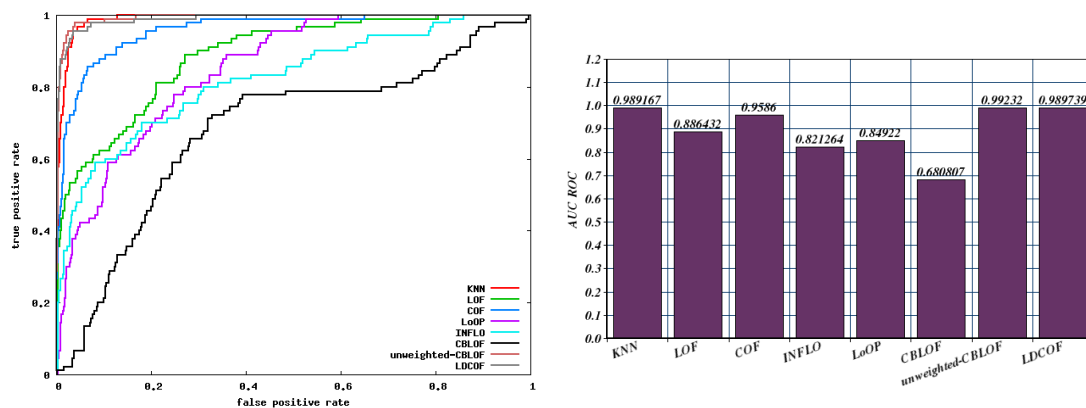 1
0.8
0.6
0.4
0.2
0
0 0.2 0.4 0.6 0.8 1
true positive rate
false positive rate
KNN
LOF
COF
LoOP
INFLO
CBLOF
unweighted-CBLOF
LDCOF
AUC ROC
1.2
1.1
1.0
0.9
0.8
0.7
0.6
0.5
0.4
0.3
0.2
0.1
0.0
0.989167
0.886432
0.9586
0.821264
0.84922
0.680807
0.99232
0.989739
KNN
LOF
COF
INFLO
LoOP
CBLOF
unweighted-CBLOF
LDCOF